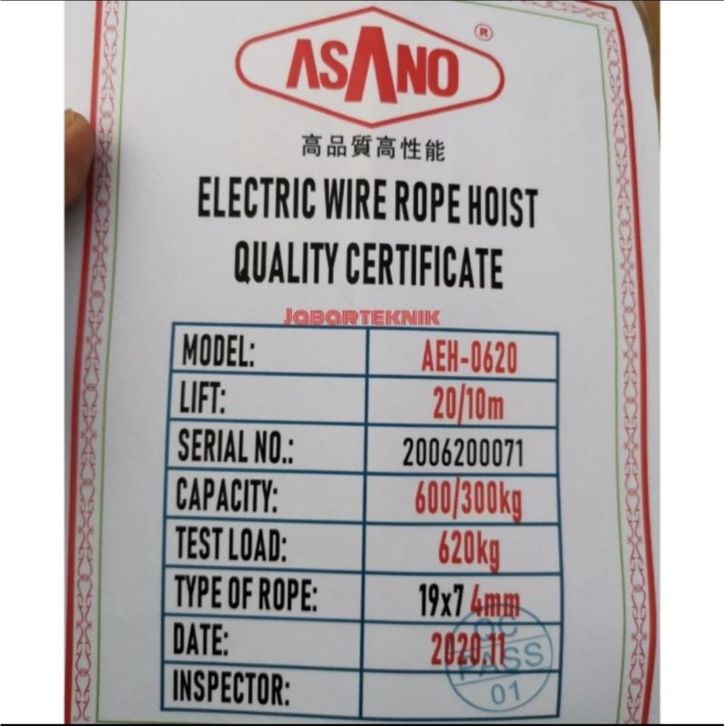 ASANO ®
高品質高性能
ELECTRIC WIRE ROPE HOIST
QUALITY CERTIFICATE
JABARTEKNIK
MODEL: AEH-0620
LIFT: 20/10m
SERIAL NO.: 2006200071
CAPACITY: 600/300kg
TEST LOAD: 620kg
TYPE OF ROPE: 19x7 4mm
DATE: 2020.11
INSPECTOR:
QC
PASS
01